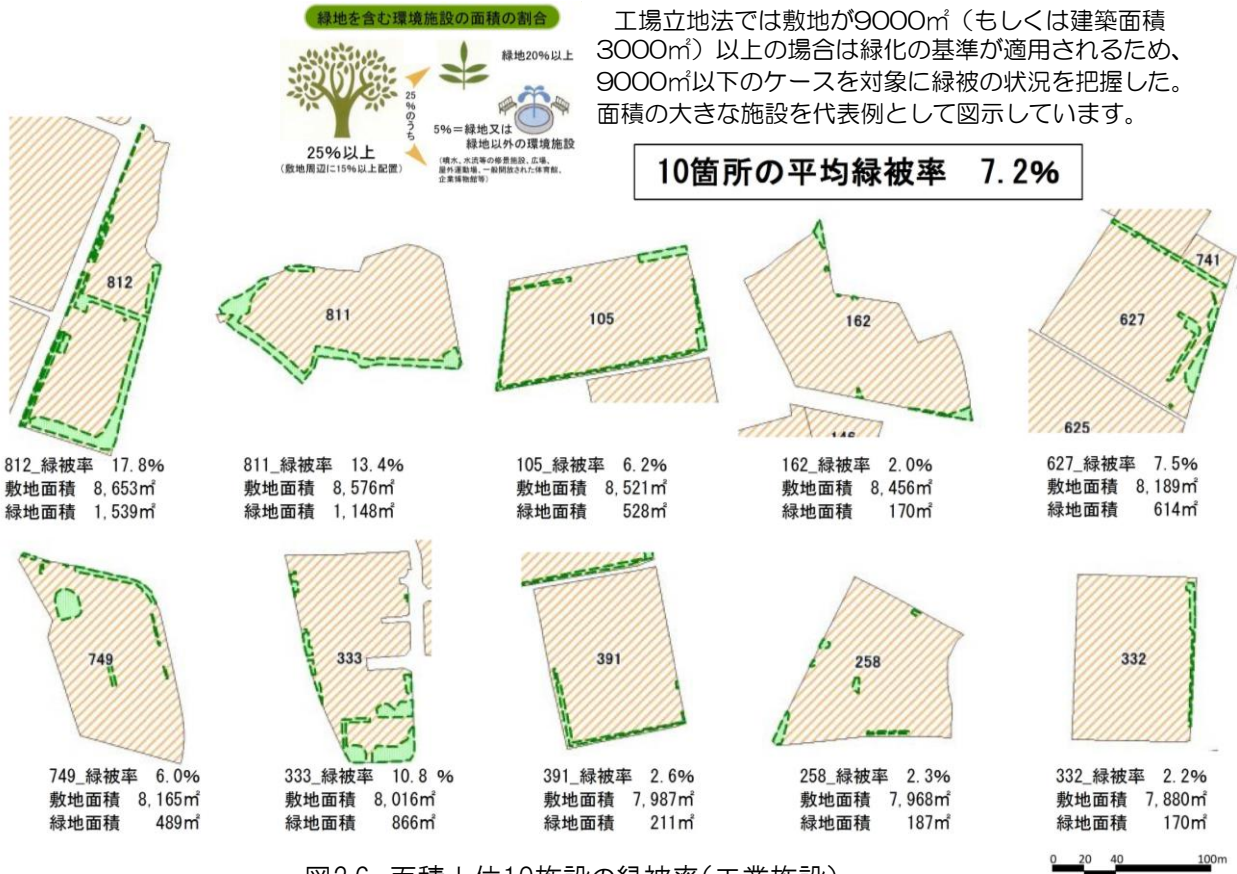 緑地を含む環境施設の面積の割合
緑地20%以上
25%のうち
5%=緑地又は
緑地以外の環境施設
25%以上
(敷地周辺に15%以上配置)
(噴水、水流等の修景施設、広場、
屋外運動場、一般開放された体育館、
企業博物館等)
工場立地法では敷地が9000㎡(もしくは建築面積
3000㎡)以上の場合は緑化の基準が適用されるため、
9000㎡以下のケースを対象に緑被の状況を把握した。
面積の大きな施設を代表例として図示しています。
10箇所の平均緑被率 7.2%
812
812_緑被率 17.8%
敷地面積 8,653㎡
緑地面積 1,539㎡
811
811_緑被率 13.4%
敷地面積 8,576㎡
緑地面積 1,148㎡
105
105_緑被率 6.2%
敷地面積 8,521㎡
緑地面積 528㎡
162
162_緑被率 2.0%
敷地面積 8,456㎡
緑地面積 170㎡
741
627
625
627_緑被率 7.5%
敷地面積 8,189㎡
緑地面積 614㎡
749
749_緑被率 6.0%
敷地面積 8,165㎡
緑地面積 489㎡
333
333_緑被率 10.8 %
敷地面積 8,016㎡
緑地面積 866㎡
391
391_緑被率 2.6%
敷地面積 7,987㎡
緑地面積 211㎡
258
258_緑被率 2.3%
敷地面積 7,968㎡
緑地面積 187㎡
332
332_緑被率 2.2%
敷地面積 7,880㎡
緑地面積 170㎡
0 20 40 100m